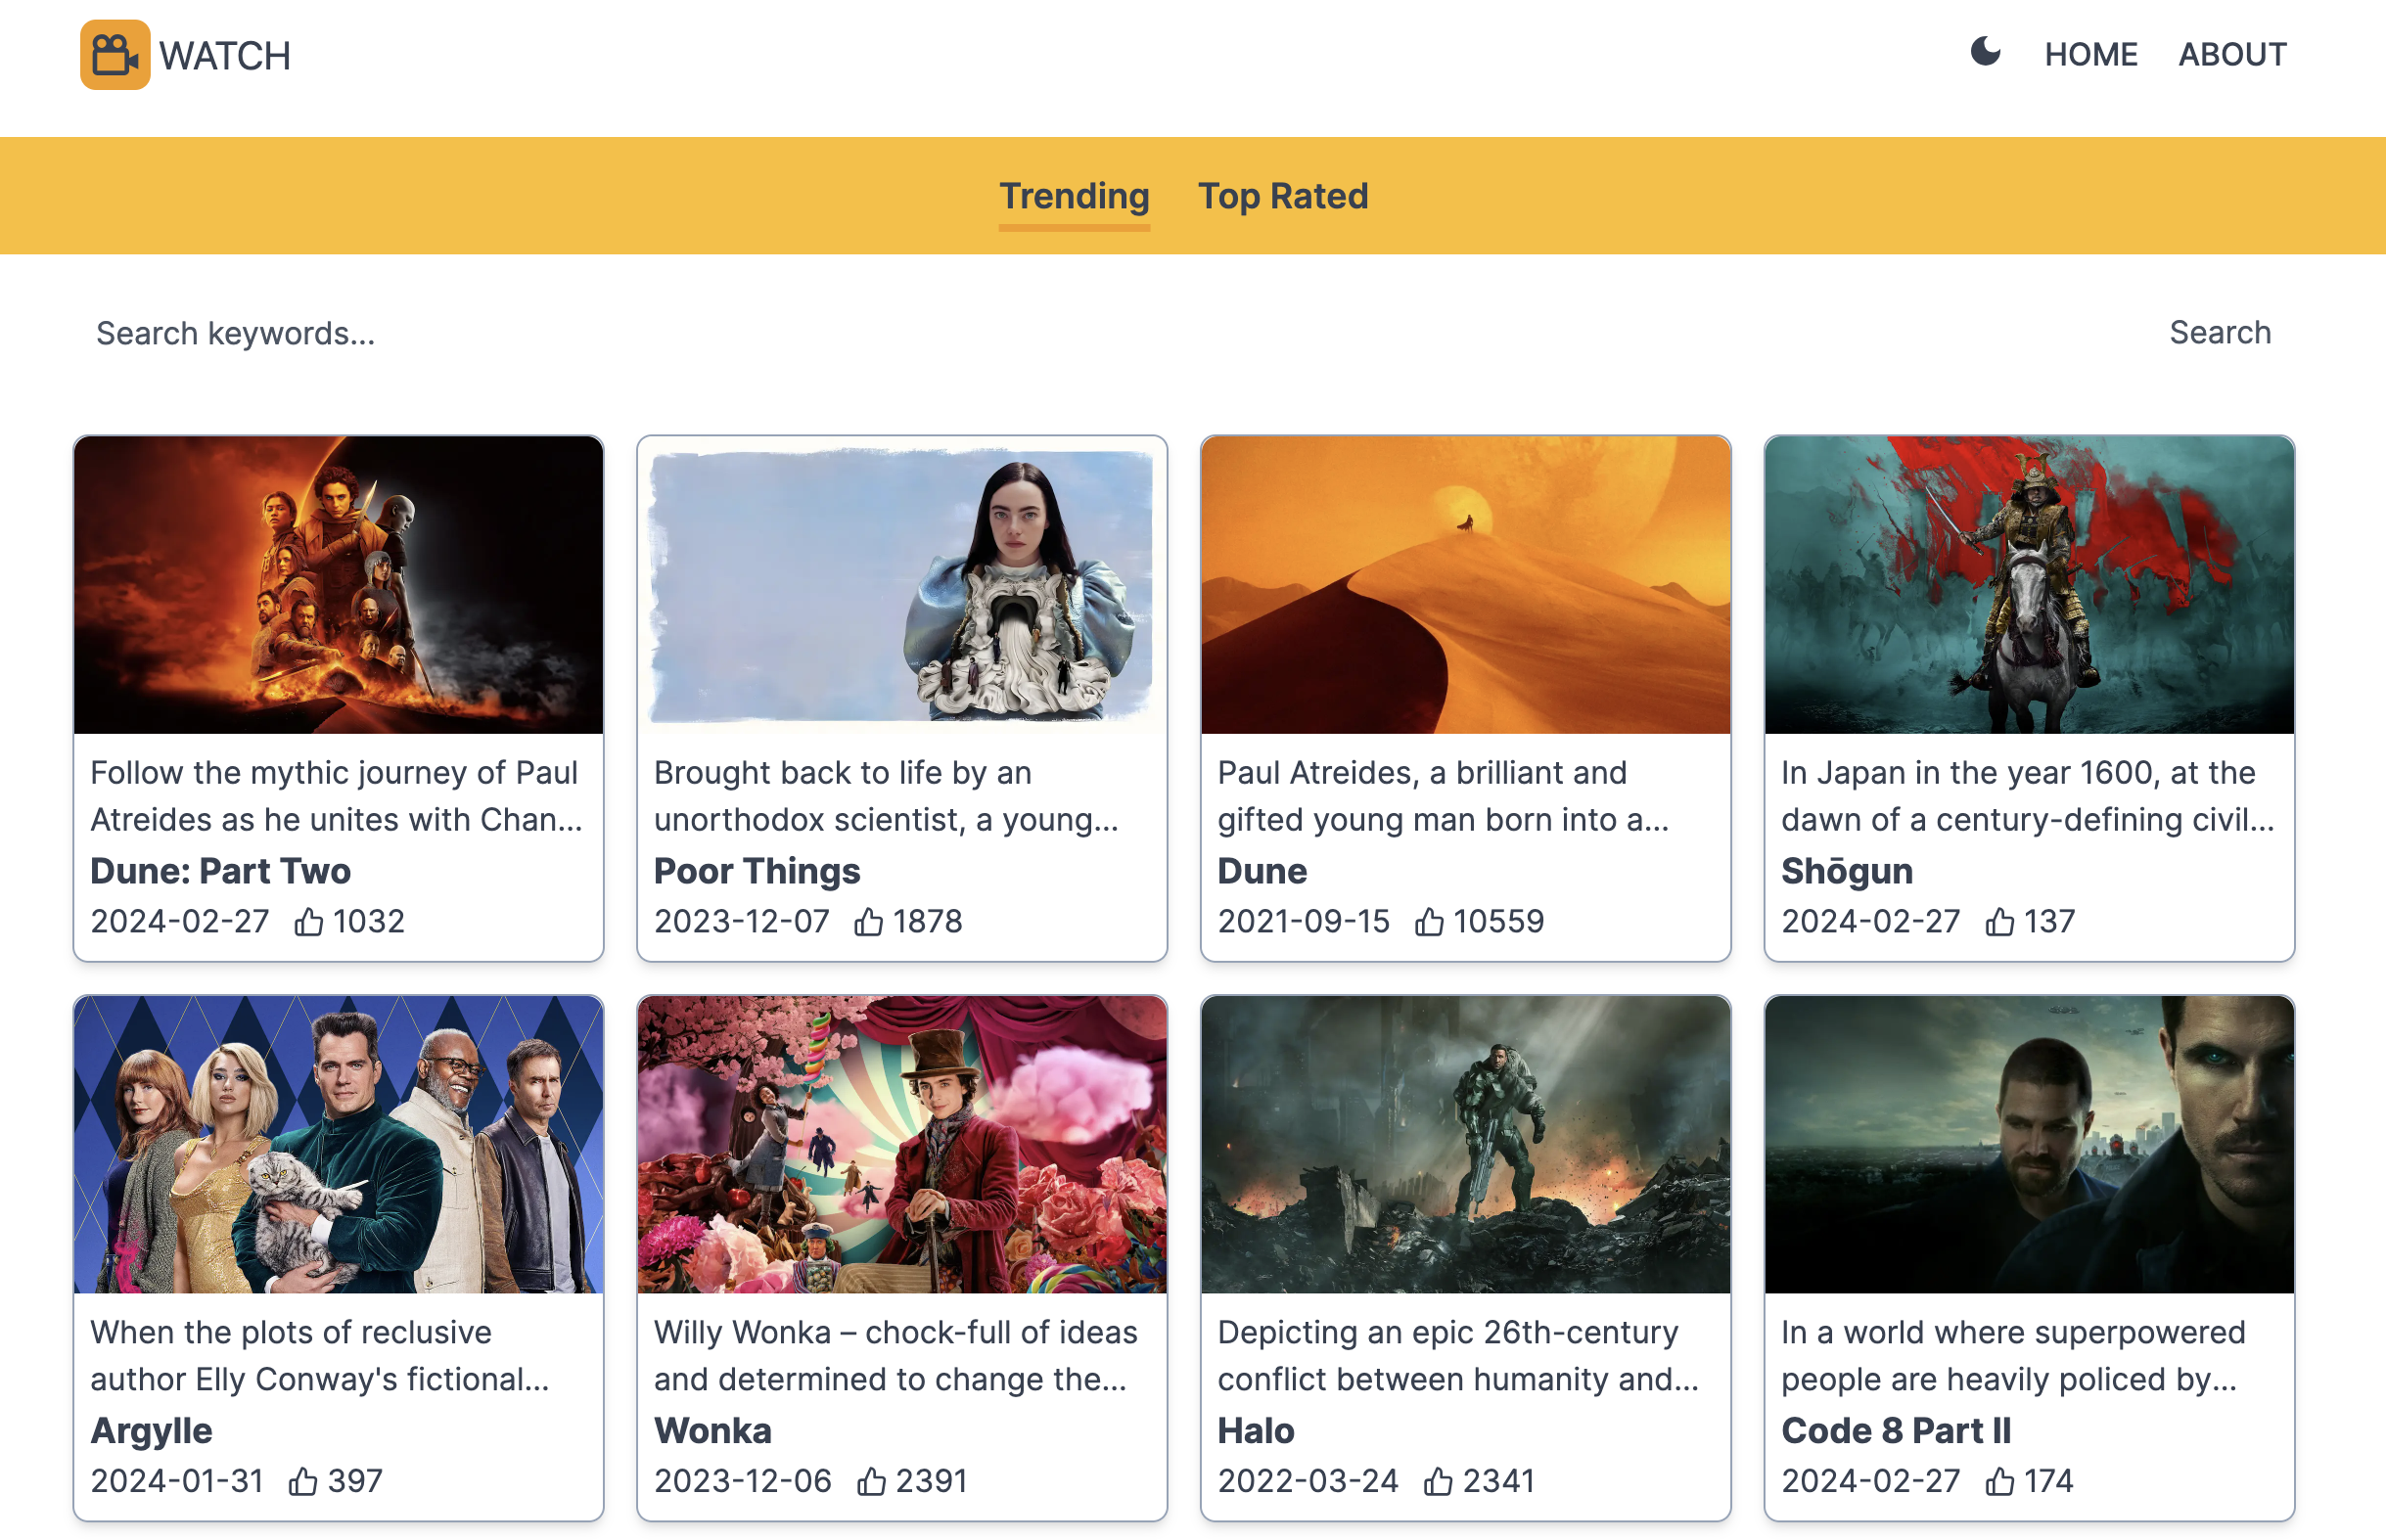 WATCH
HOME
ABOUT
Trending
Top Rated
Search keywords...
Search
Follow the mythic journey of Paul
Atreides as he unites with Chan...
Dune: Part Two
2024-02-27 1032
Brought back to life by an
unorthodox scientist, a young...
Poor Things
2023-12-07 1878
Paul Atreides, a brilliant and
gifted young man born into a...
Dune
2021-09-15 10559
In Japan in the year 1600, at the
dawn of a century-defining civil...
Shōgun
2024-02-27 137
When the plots of reclusive
author Elly Conway's fictional...
Argylle
2024-01-31 397
Willy Wonka – chock-full of ideas
and determined to change the...
Wonka
2023-12-06 2391
Depicting an epic 26th-century
conflict between humanity and...
Halo
2022-03-24 2341
In a world where superpowered
people are heavily policed by...
Code 8 Part II
2024-02-27 174